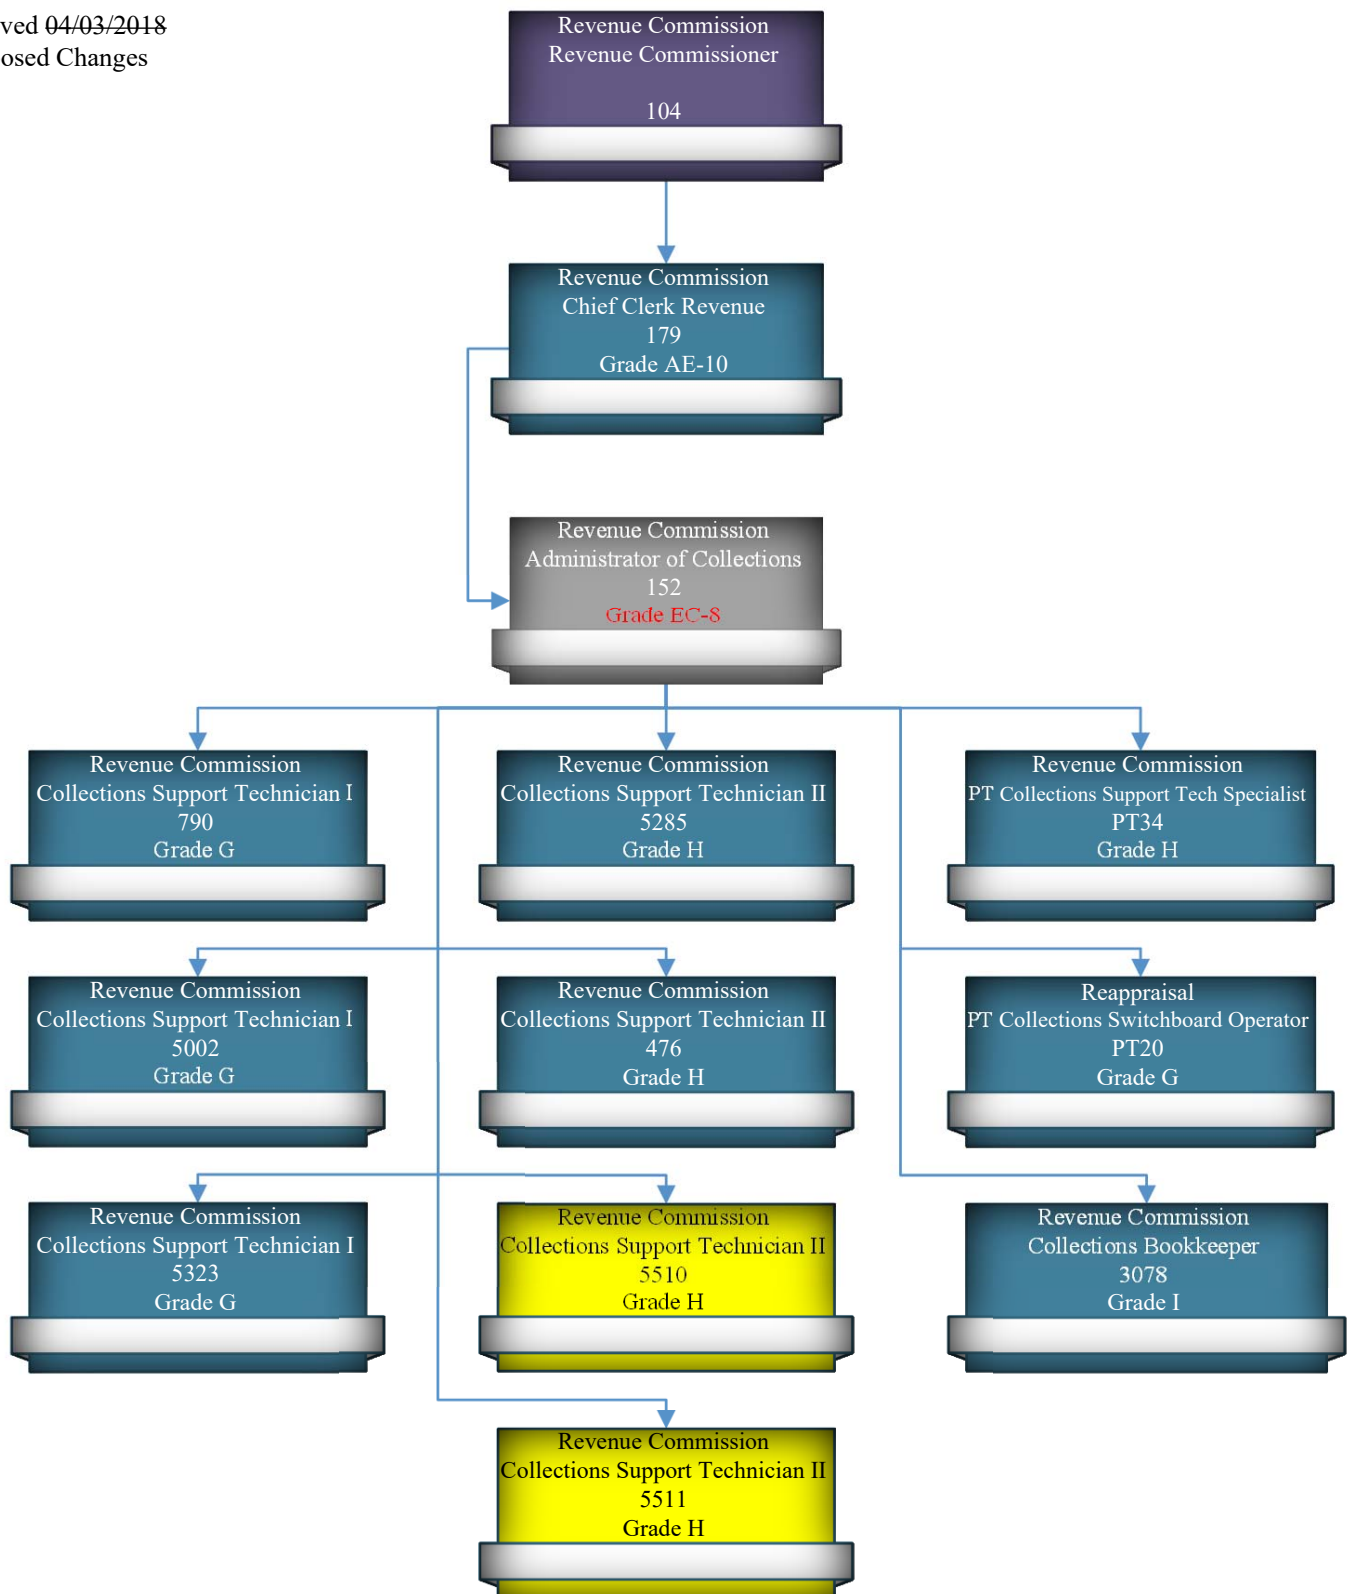 ved 04/03/2018
osed Changes
Revenue Commission
Revenue Commissioner
104
Revenue Commission
Chief Clerk Revenue
179
Grade AE-10
Revenue Commission
Administrator of Collections
152
Grade EC-8
Revenue Commission
Collections Support Technician I
790
Grade G
Revenue Commission
Collections Support Technician II
5285
Grade H
Revenue Commission
PT Collections Support Tech Specialist
PT34
Grade H
Revenue Commission
Collections Support Technician I
5002
Grade G
Revenue Commission
Collections Support Technician II
476
Grade H
Reappraisal
PT Collections Switchboard Operator
PT20
Grade G
Revenue Commission
Collections Support Technician I
5323
Grade G
Revenue Commission
Collections Support Technician II
5510
Grade H
Revenue Commission
Collections Bookkeeper
3078
Grade I
Revenue Commission
Collections Support Technician II
5511
Grade H